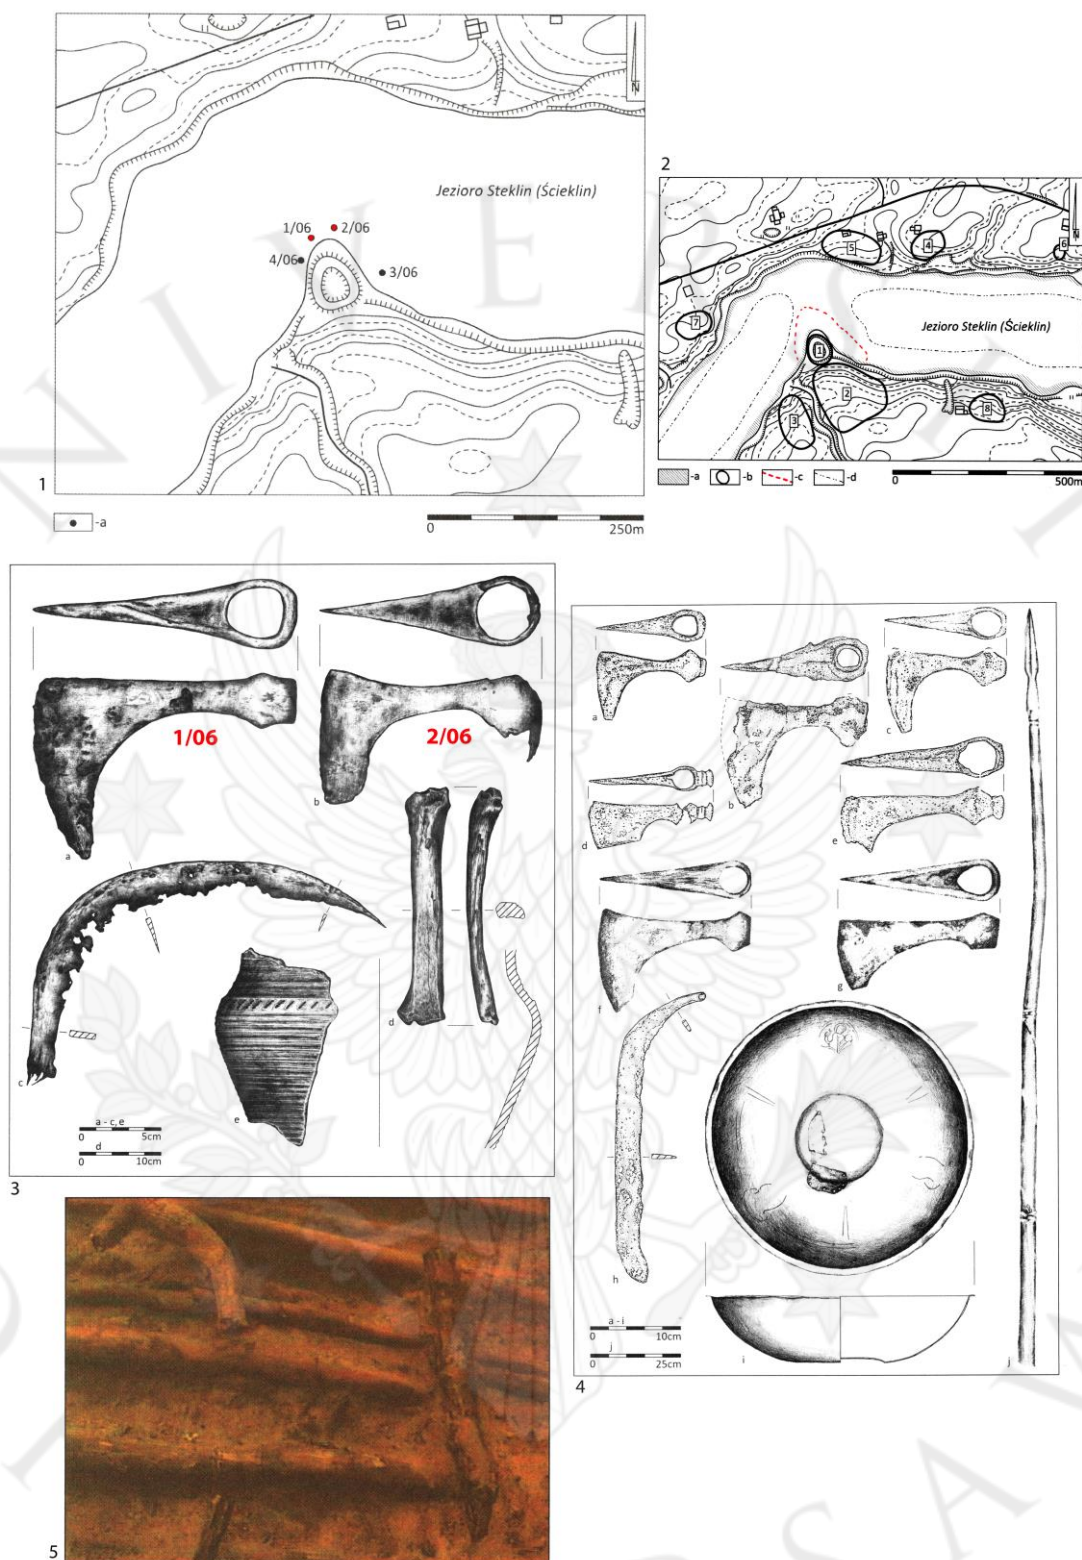 N
Jezioro Steklin (Ścieklin)
1/06
2/06
4/06
3/06
1
-a
0
250m
2
N
5
4
6
7
Jezioro Steklin (Ścieklin)
1
2
3
8
-a
-b
-c
-d
0
500m
1/06
2/06
a
b
c
d
e
a - c, e
0
5cm
d
0
10cm
3
a
b
c
d
e
f
g
h
i
j
a - i
0
10cm
j
0
25cm
4
5